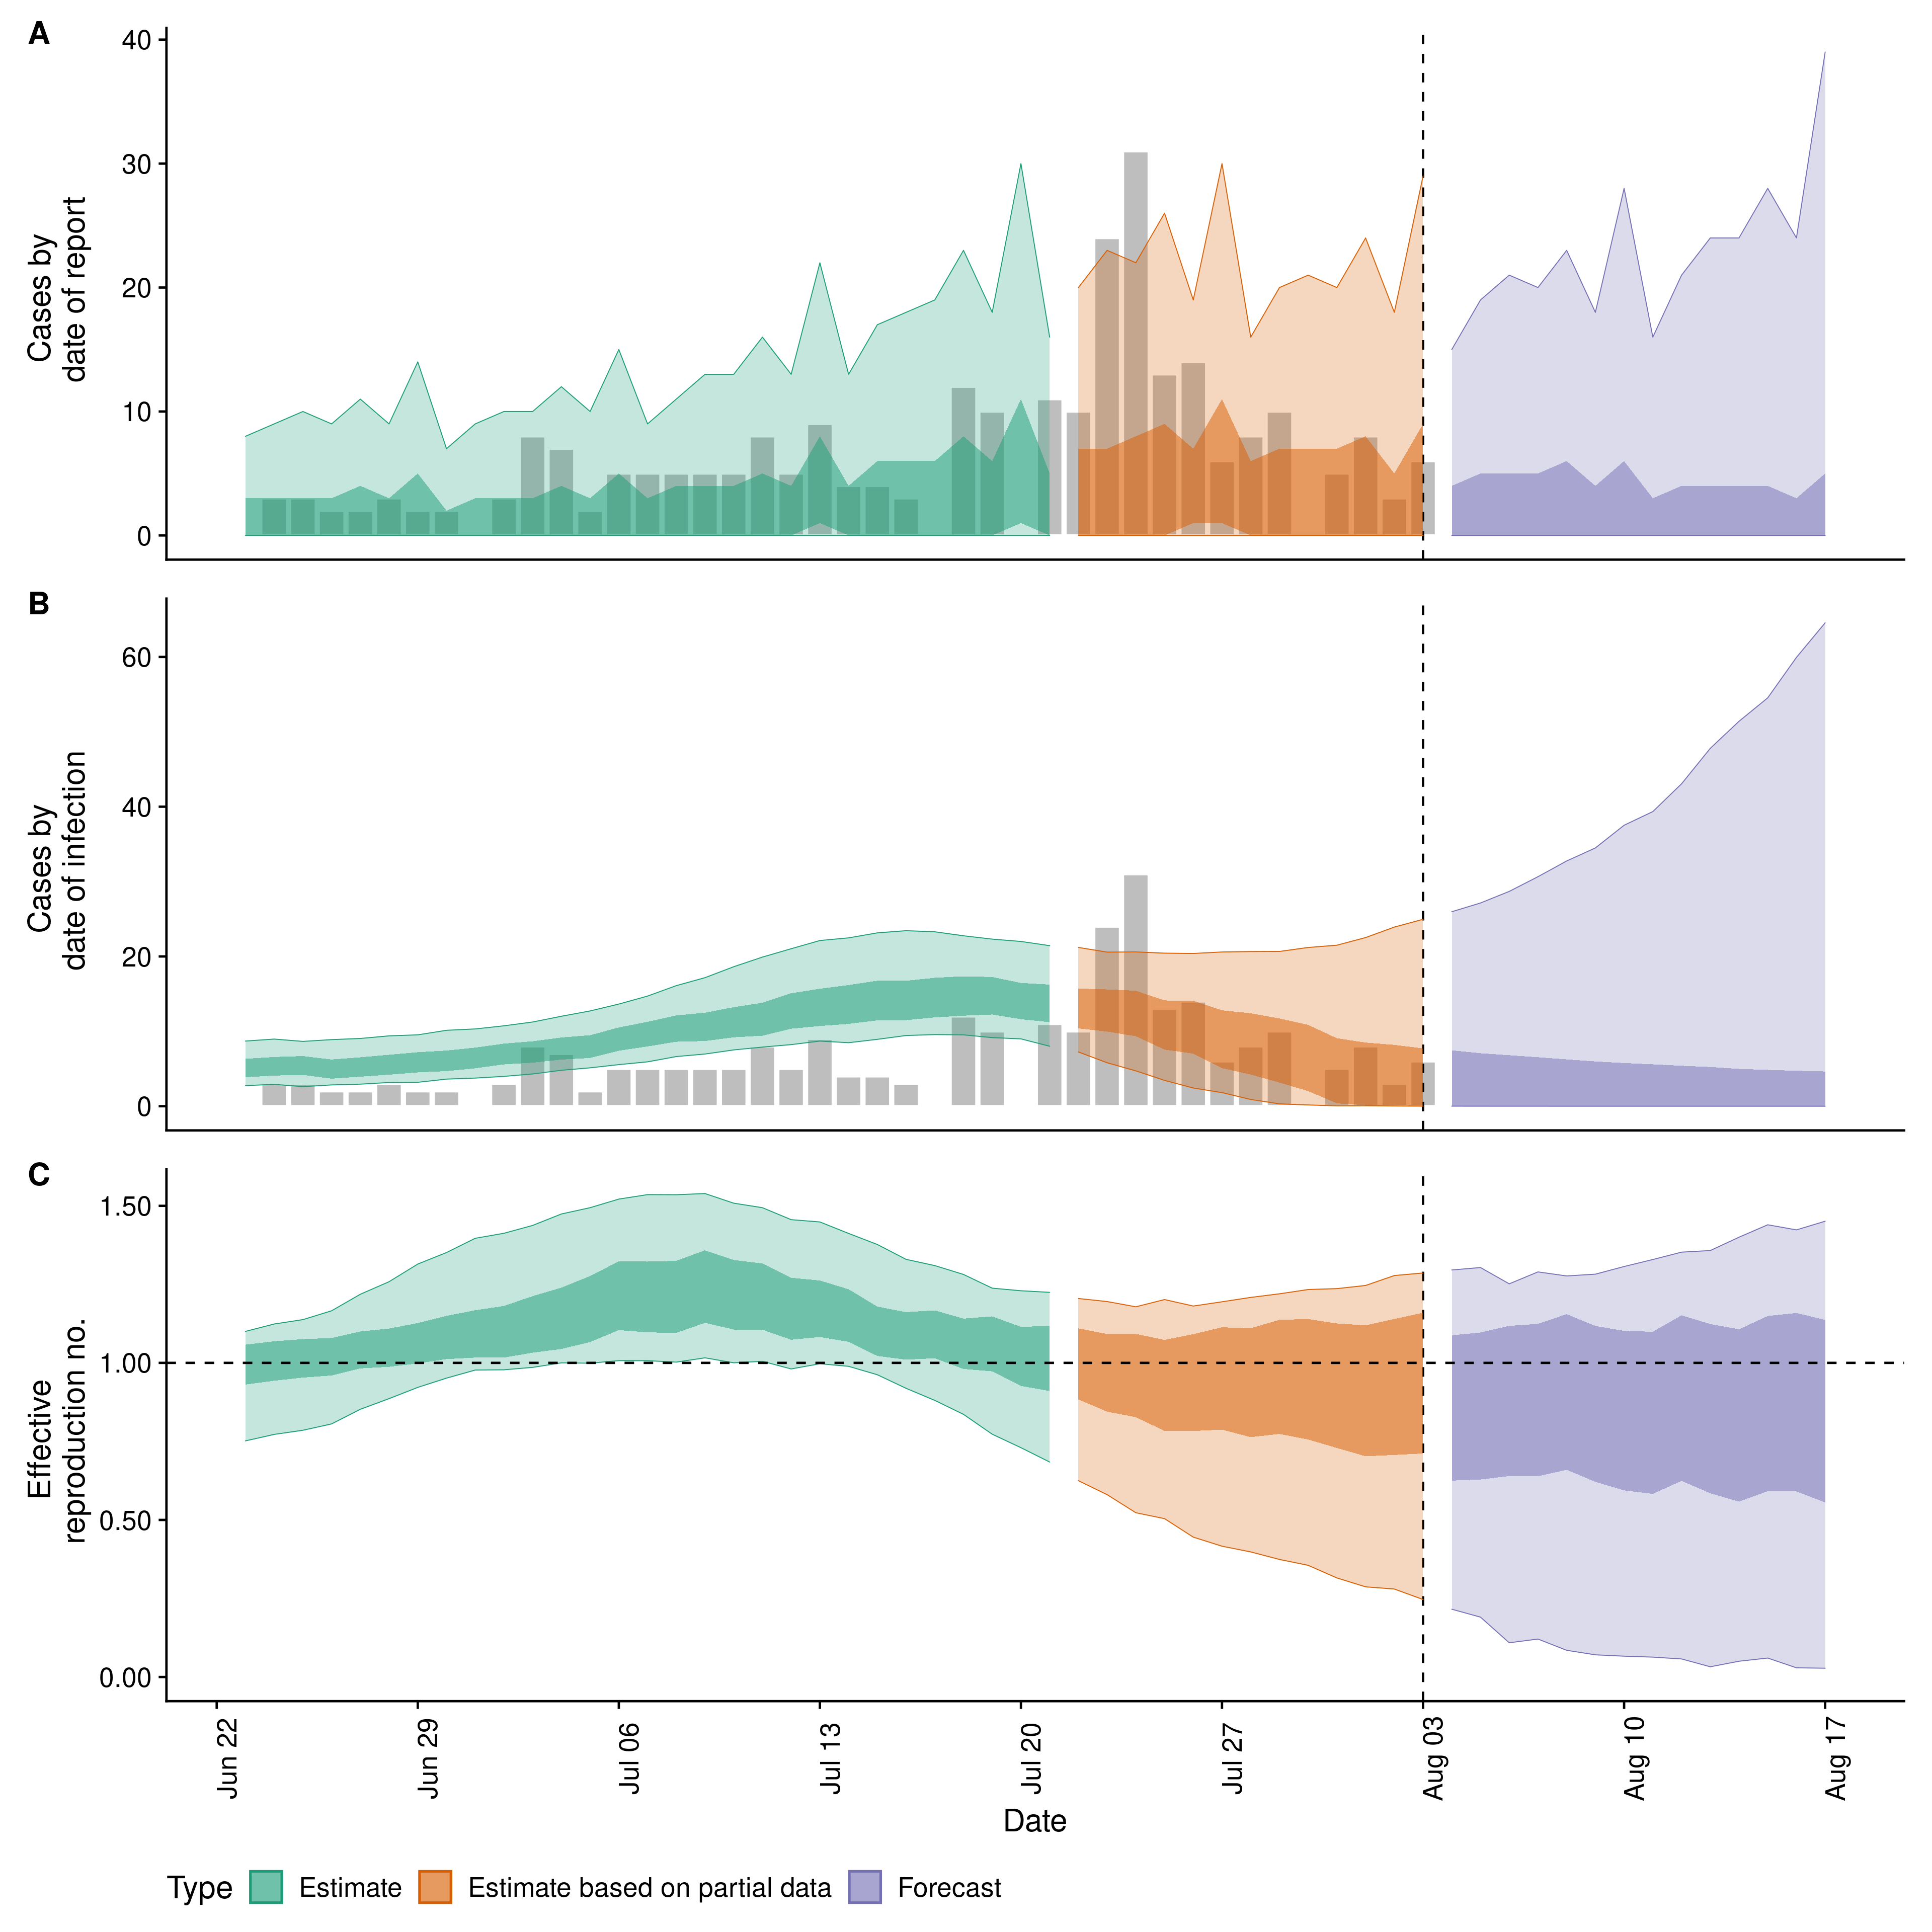 A
40
30
20
10
0
Cases by
date of report
B
60
40
20
0
Cases by
date of infection
C
1.50
1.00
0.50
0.00
Effective
reproduction no.
Jun 22
Jun 29
Jul 06
Jul 13
Jul 20
Jul 27
Aug 03
Aug 10
Aug 17
Date
Type Estimate Estimate based on partial data Forecast